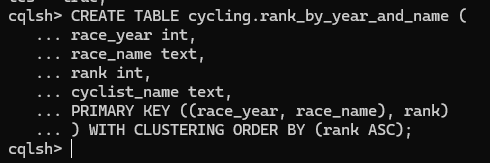 cqlsh> CREATE TABLE cycling.rank_by_year_and_name (
   ... race_year int,
   ... race_name text,
   ... rank int,
   ... cyclist_name text,
   ... PRIMARY KEY ((race_year, race_name), rank)
   ... ) WITH CLUSTERING ORDER BY (rank ASC);
cqlsh>